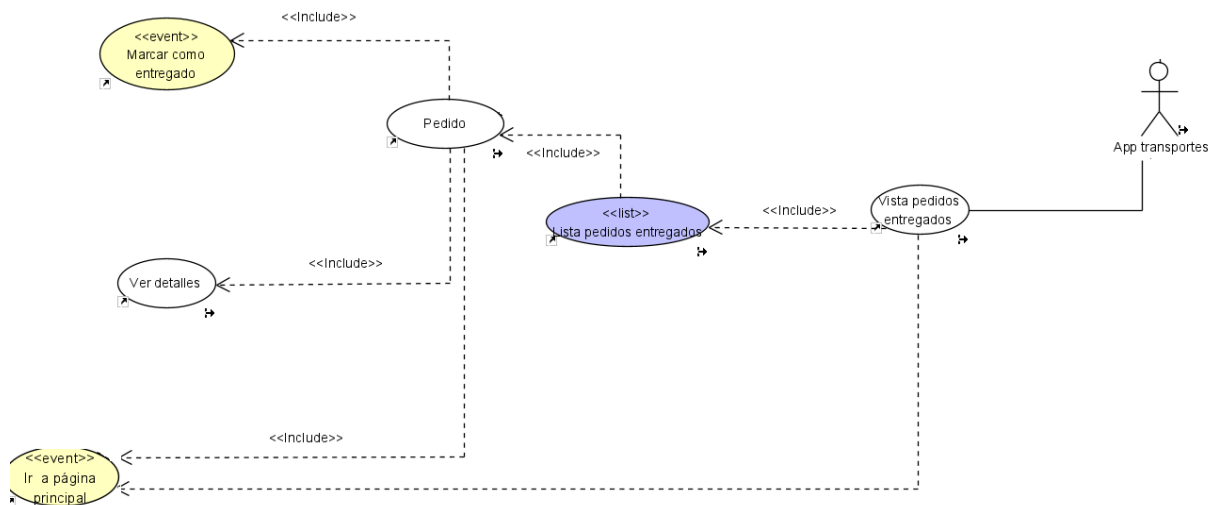 <<Include>>
<<event>>
Marcar como
entregado
Pedido
<<Include>>
App transportes
<<list>>
Lista pedidos entregados
<<Include>>
Vista pedidos
entregados
<<Include>>
Ver detalles
<<Include>>
<<event>>
Ir a página
principal